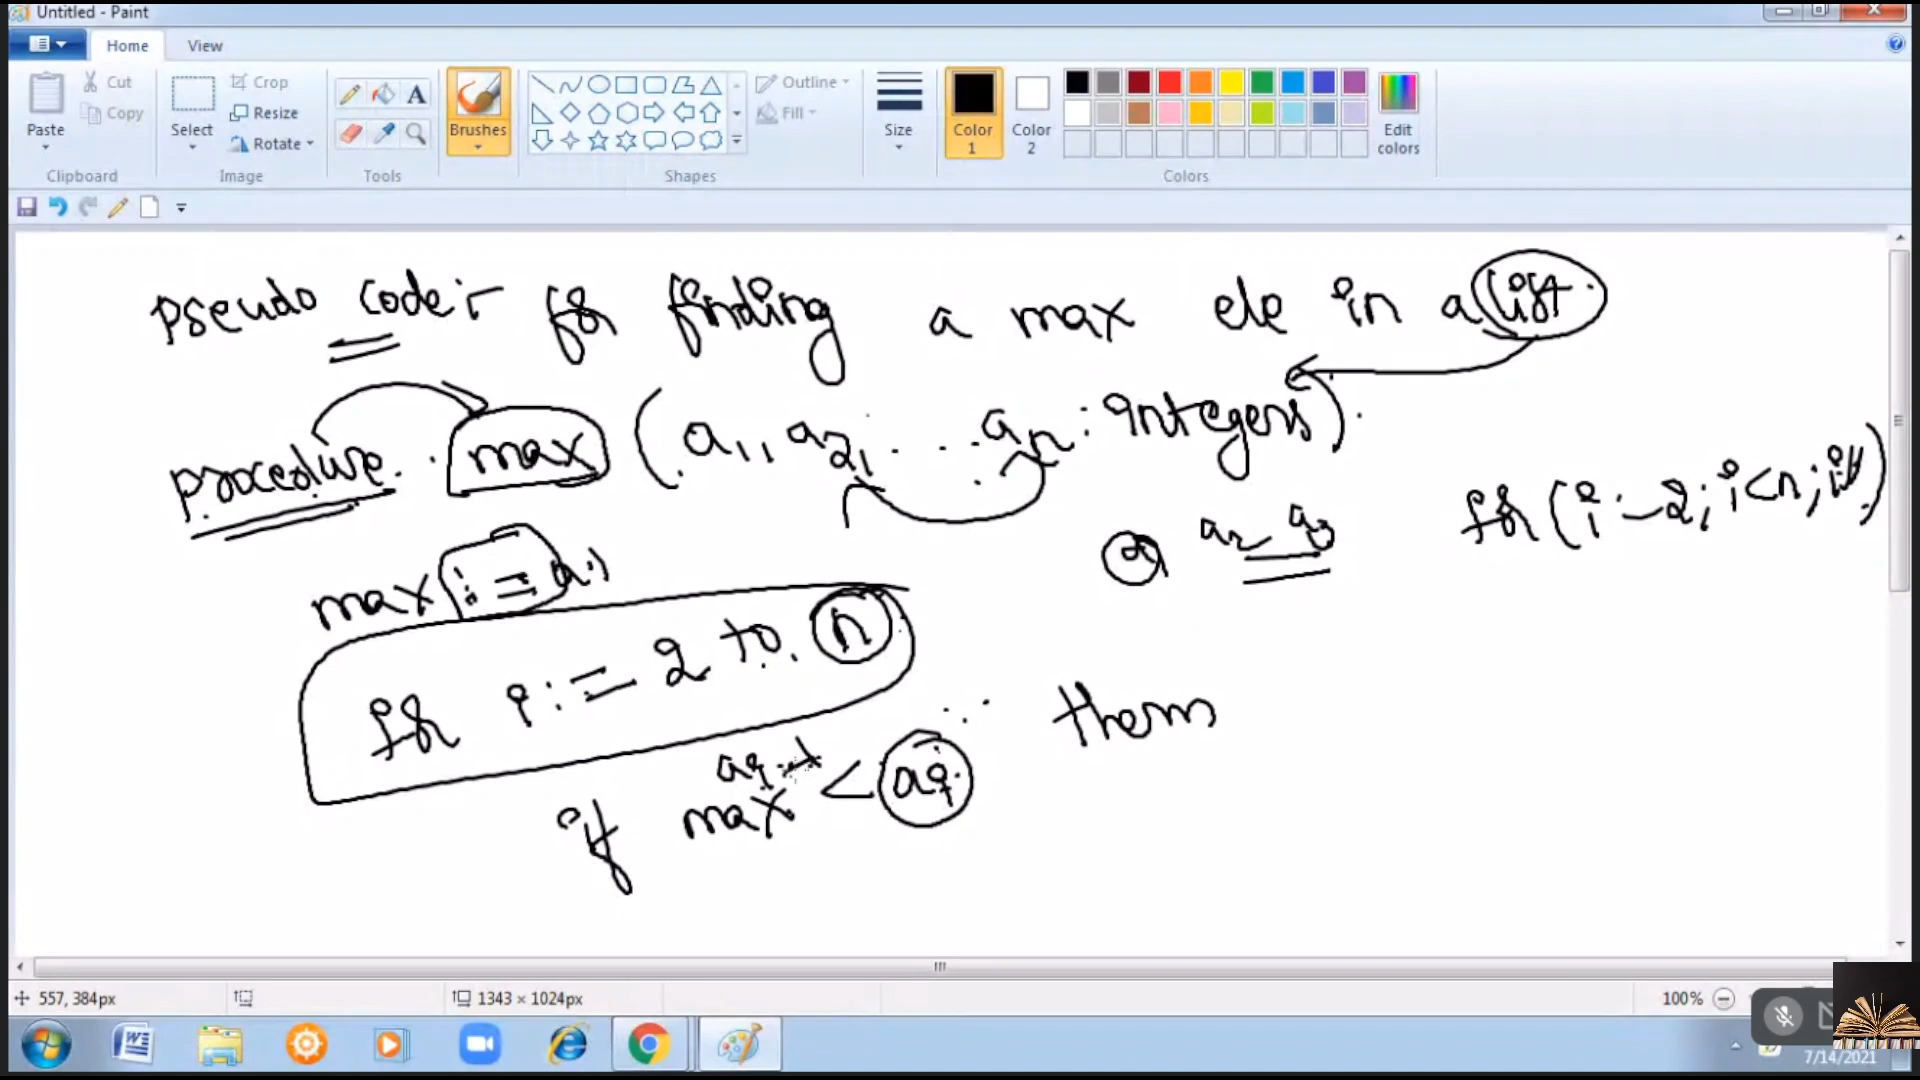 Untitled - Paint
Home View
Paste Cut Copy Clipboard
Select Crop Resize Rotate Image
Tools
Brushes
Shapes Outline Fill
Size
Color 1 Color 2 Edit colors Colors
pseudo code:- for finding a max ele in a list.
procedure max (a1, a2, ... an : integers).
max := a1
a2 a3
for (i = 2; i < n; i++)
for i := 2 to n
if max < ai then
557, 384px
1343 × 1024px
100%
7/14/2021